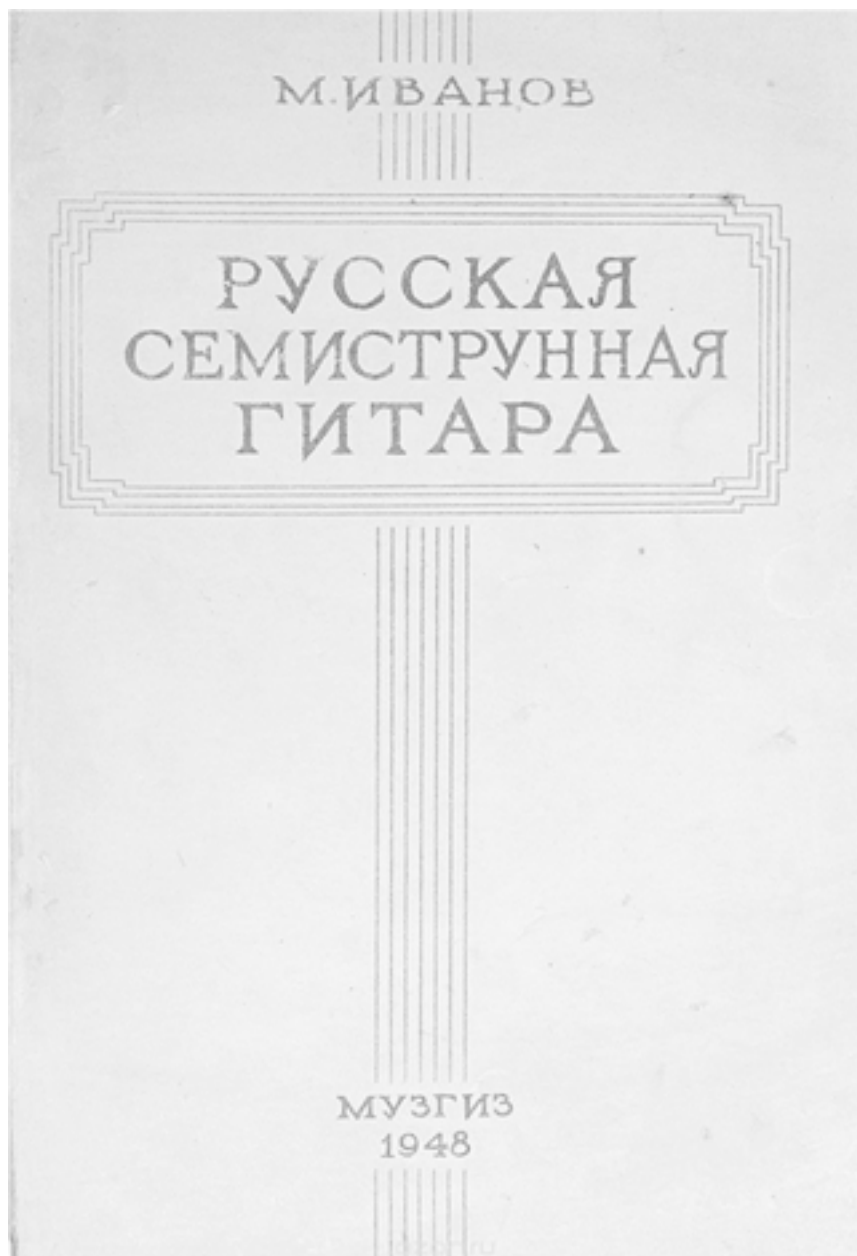 М. ИВАНОВ
РУССКАЯ
СЕМИСТРУННАЯ
ГИТАРА
МУЗГИЗ
1948